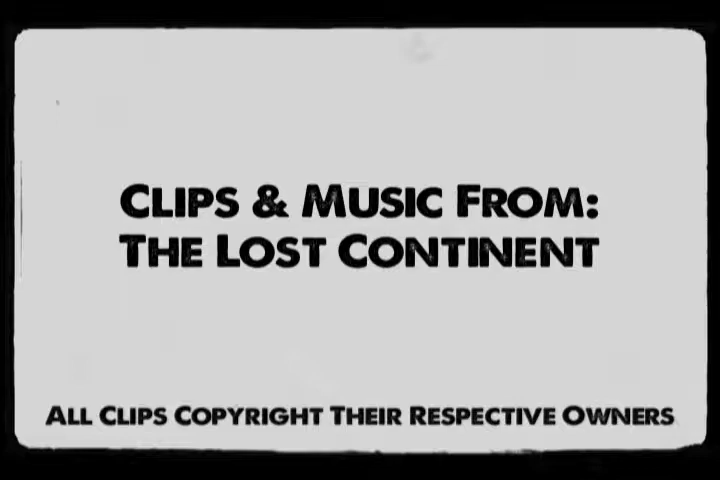 Clips & Music From:
The Lost Continent
All Clips Copyright Their Respective Owners